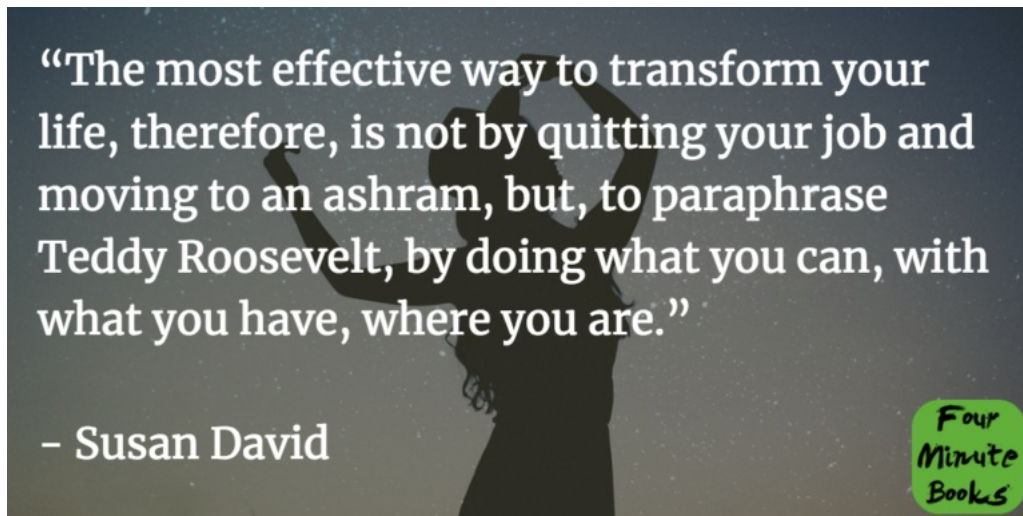 “The most effective way to transform your
life, therefore, is not by quitting your job and
moving to an ashram, but, to paraphrase
Teddy Roosevelt, by doing what you can, with
what you have, where you are.”
- Susan David
Four
Minute
Books